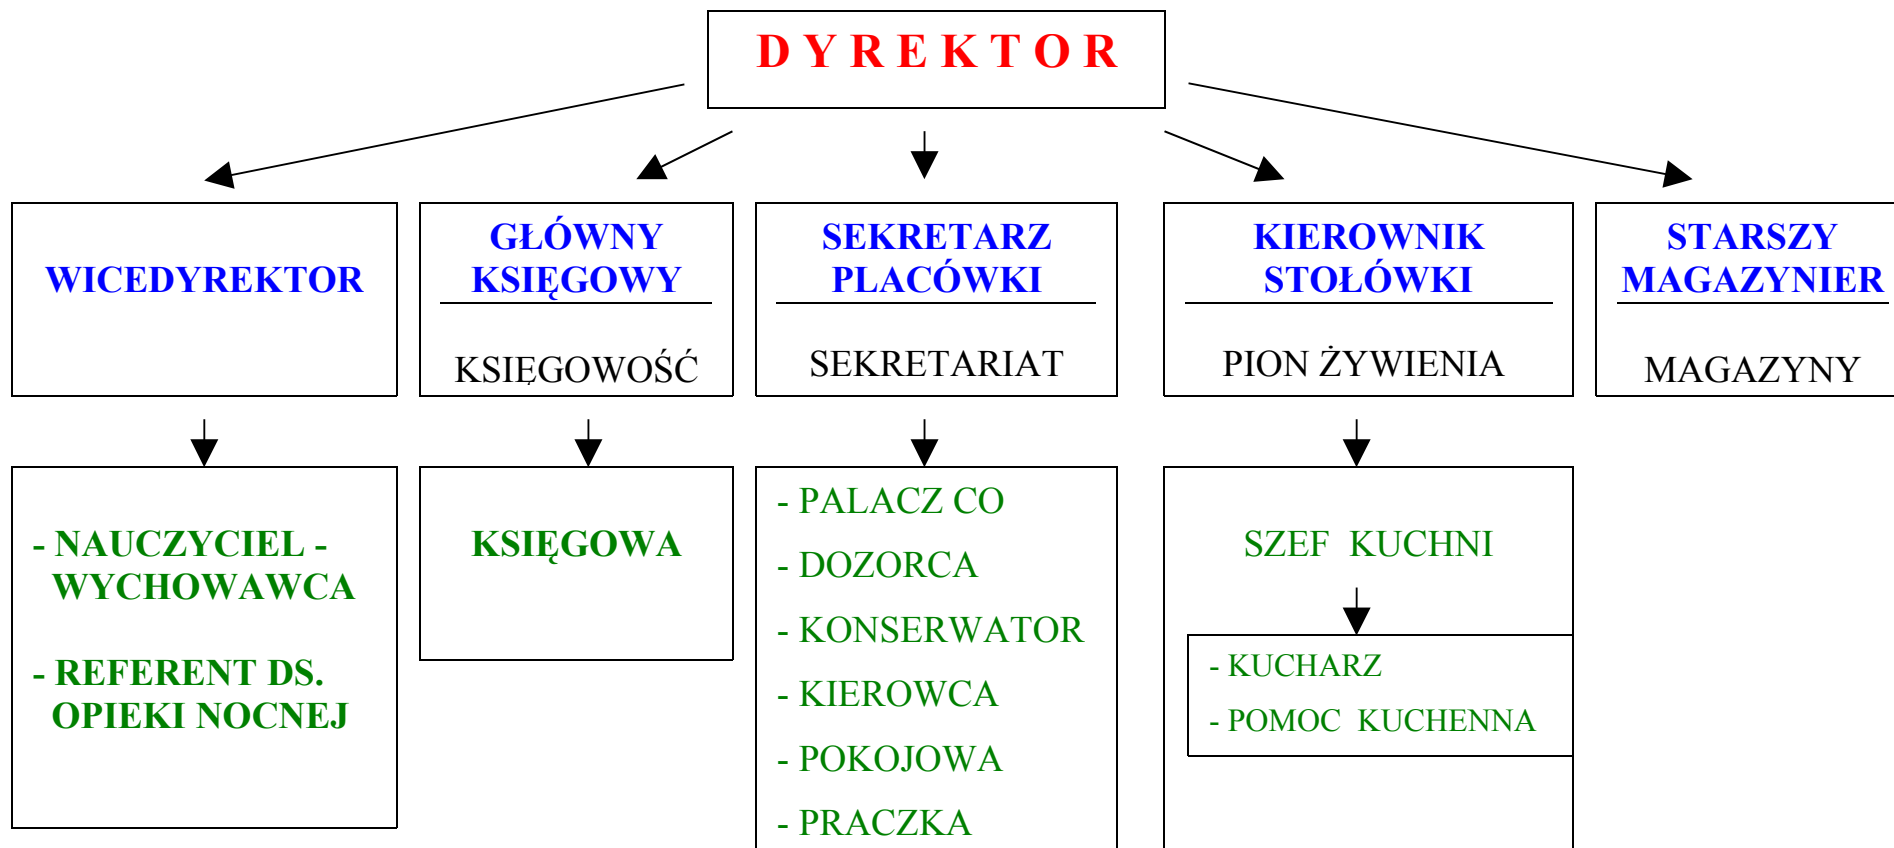 D Y R E K T O R
WICEDYREKTOR
GŁÓWNY
KSIĘGOWY
KSIĘGOWOŚĆ
SEKRETARZ
PLACÓWKI
SEKRETARIAT
KIEROWNIK
STOŁÓWKI
PION ŻYWIENIA
STARSZY
MAGAZYNIER
MAGAZYNY
- NAUCZYCIEL -
WYCHOWAWCA
- REFERENT DS.
OPIEKI NOCNEJ
KSIĘGOWA
- PALACZ CO
- DOZORCA
- KONSERWATOR
- KIEROWCA
- POKOJOWA
- PRACZKA
SZEF KUCHNI
- KUCHARZ
- POMOC KUCHENNA